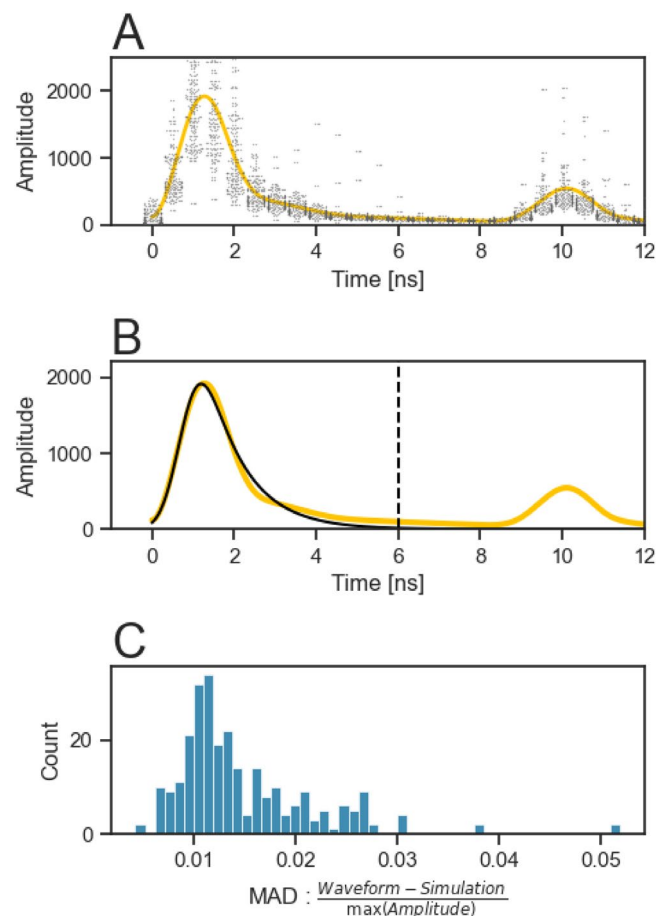 A
2000
1000
0
Amplitude
0 2 4 6 8 10 12
Time [ns]
B
2000
1000
0
Amplitude
0 2 4 6 8 10 12
Time [ns]
C
20
0
Count
0.01 0.02 0.03 0.04 0.05
MAD : Waveform − Simulation
max(Amplitude)